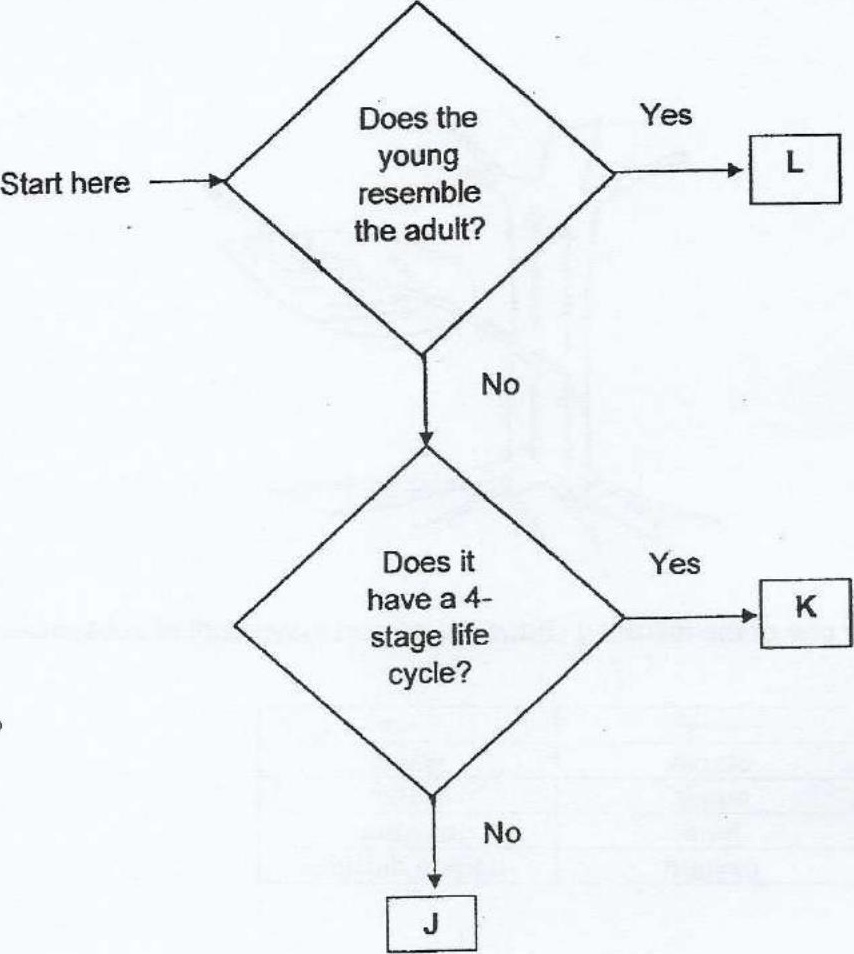 Does the
young
resemble
the adult?
Yes
L
Start here
No
Does it
have a 4-
stage life
cycle?
Yes
K
No
J